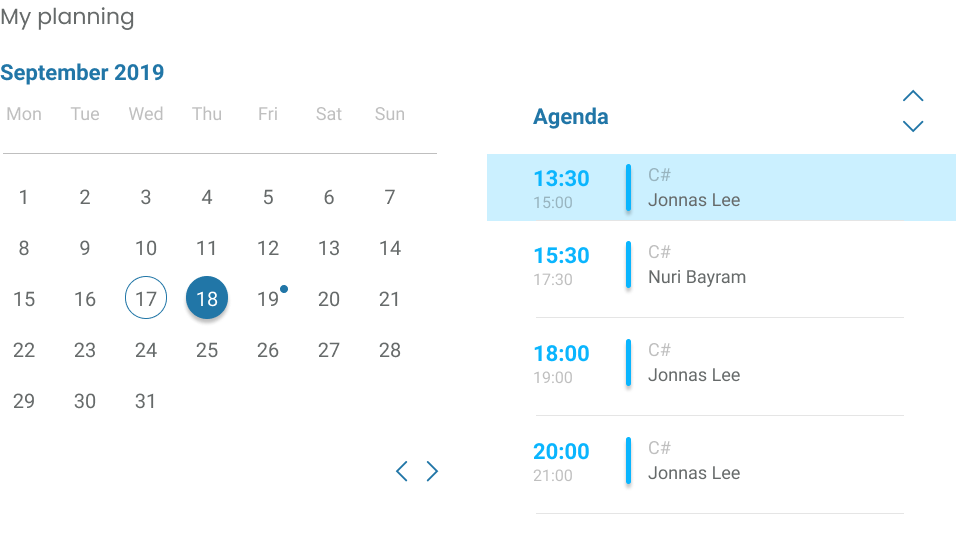 My planning
September 2019
Mon Tue Wed Thu Fri Sat Sun
1 2 3 4 5 6 7
8 9 10 11 12 13 14
15 16 17 18 19 20 21
22 23 24 25 26 27 28
29 30 31
Agenda
13:30 C#
15:00 Jonnas Lee
15:30 C#
17:30 Nuri Bayram
18:00 C#
19:00 Jonnas Lee
20:00 C#
21:00 Jonnas Lee